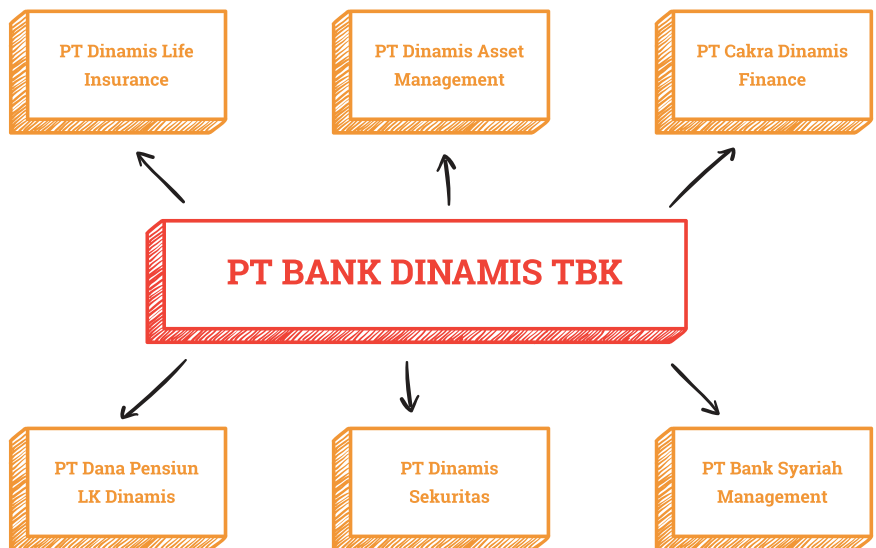 PT Dinamis Life
Insurance
PT Dinamis Asset
Management
PT Cakra Dinamis
Finance
PT BANK DINAMIS TBK
PT Dana Pensiun
LK Dinamis
PT Dinamis
Sekuritas
PT Bank Syariah
Management